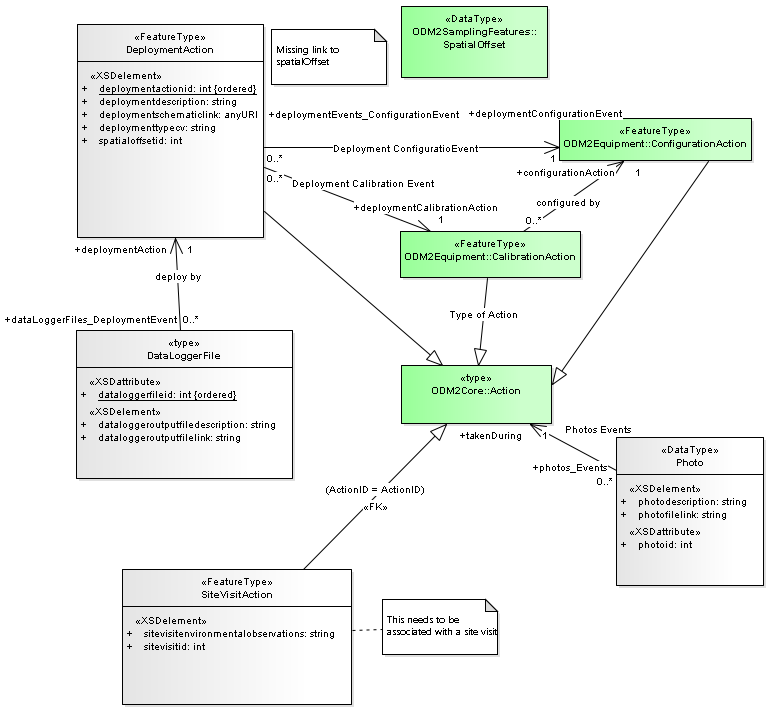 «FeatureType»
DeploymentAction
«XSDelement»
+ deploymentactionid: int {ordered}
+ deploymentdescription: string
+ deploymentschematiclink: anyURI
+ deploymenttypecv: string
+ spatialoffsetid: int
Missing link to
spatialOffset
«DataType»
ODM2SamplingFeatures::
SpatialOffset
+deploymentEvents_ConfigurationEvent
+deploymentConfigurationEvent
Deployment ConfiguratioEvent
0..*
1
«FeatureType»
ODM2Equipment::ConfigurationAction
0..*
Deployment Calibration Event
+deploymentCalibrationAction
1
+configurationAction
1
configured by
0..*
«FeatureType»
ODM2Equipment::CalibrationAction
+deploymentAction
1
deploy by
+dataLoggerFiles_DeploymentEvent
0..*
Type of Action
«type»
DataLoggerFile
«XSDattribute»
+ dataloggerfileid: int {ordered}
«XSDelement»
+ dataloggeroutputfiledescription: string
+ dataloggeroutputfilelink: string
«type»
ODM2Core::Action
+takenDuring
1
Photos Events
+photos_Events
0..*
«DataType»
Photo
«XSDelement»
+ photodescription: string
+ photofilelink: string
«XSDattribute»
+ photoid: int
(ActionID = ActionID)
«FK»
«FeatureType»
SiteVisitAction
«XSDelement»
+ sitevisitenvironmentalobservations: string
+ sitevisitid: int
This needs to be
associated with a site visit